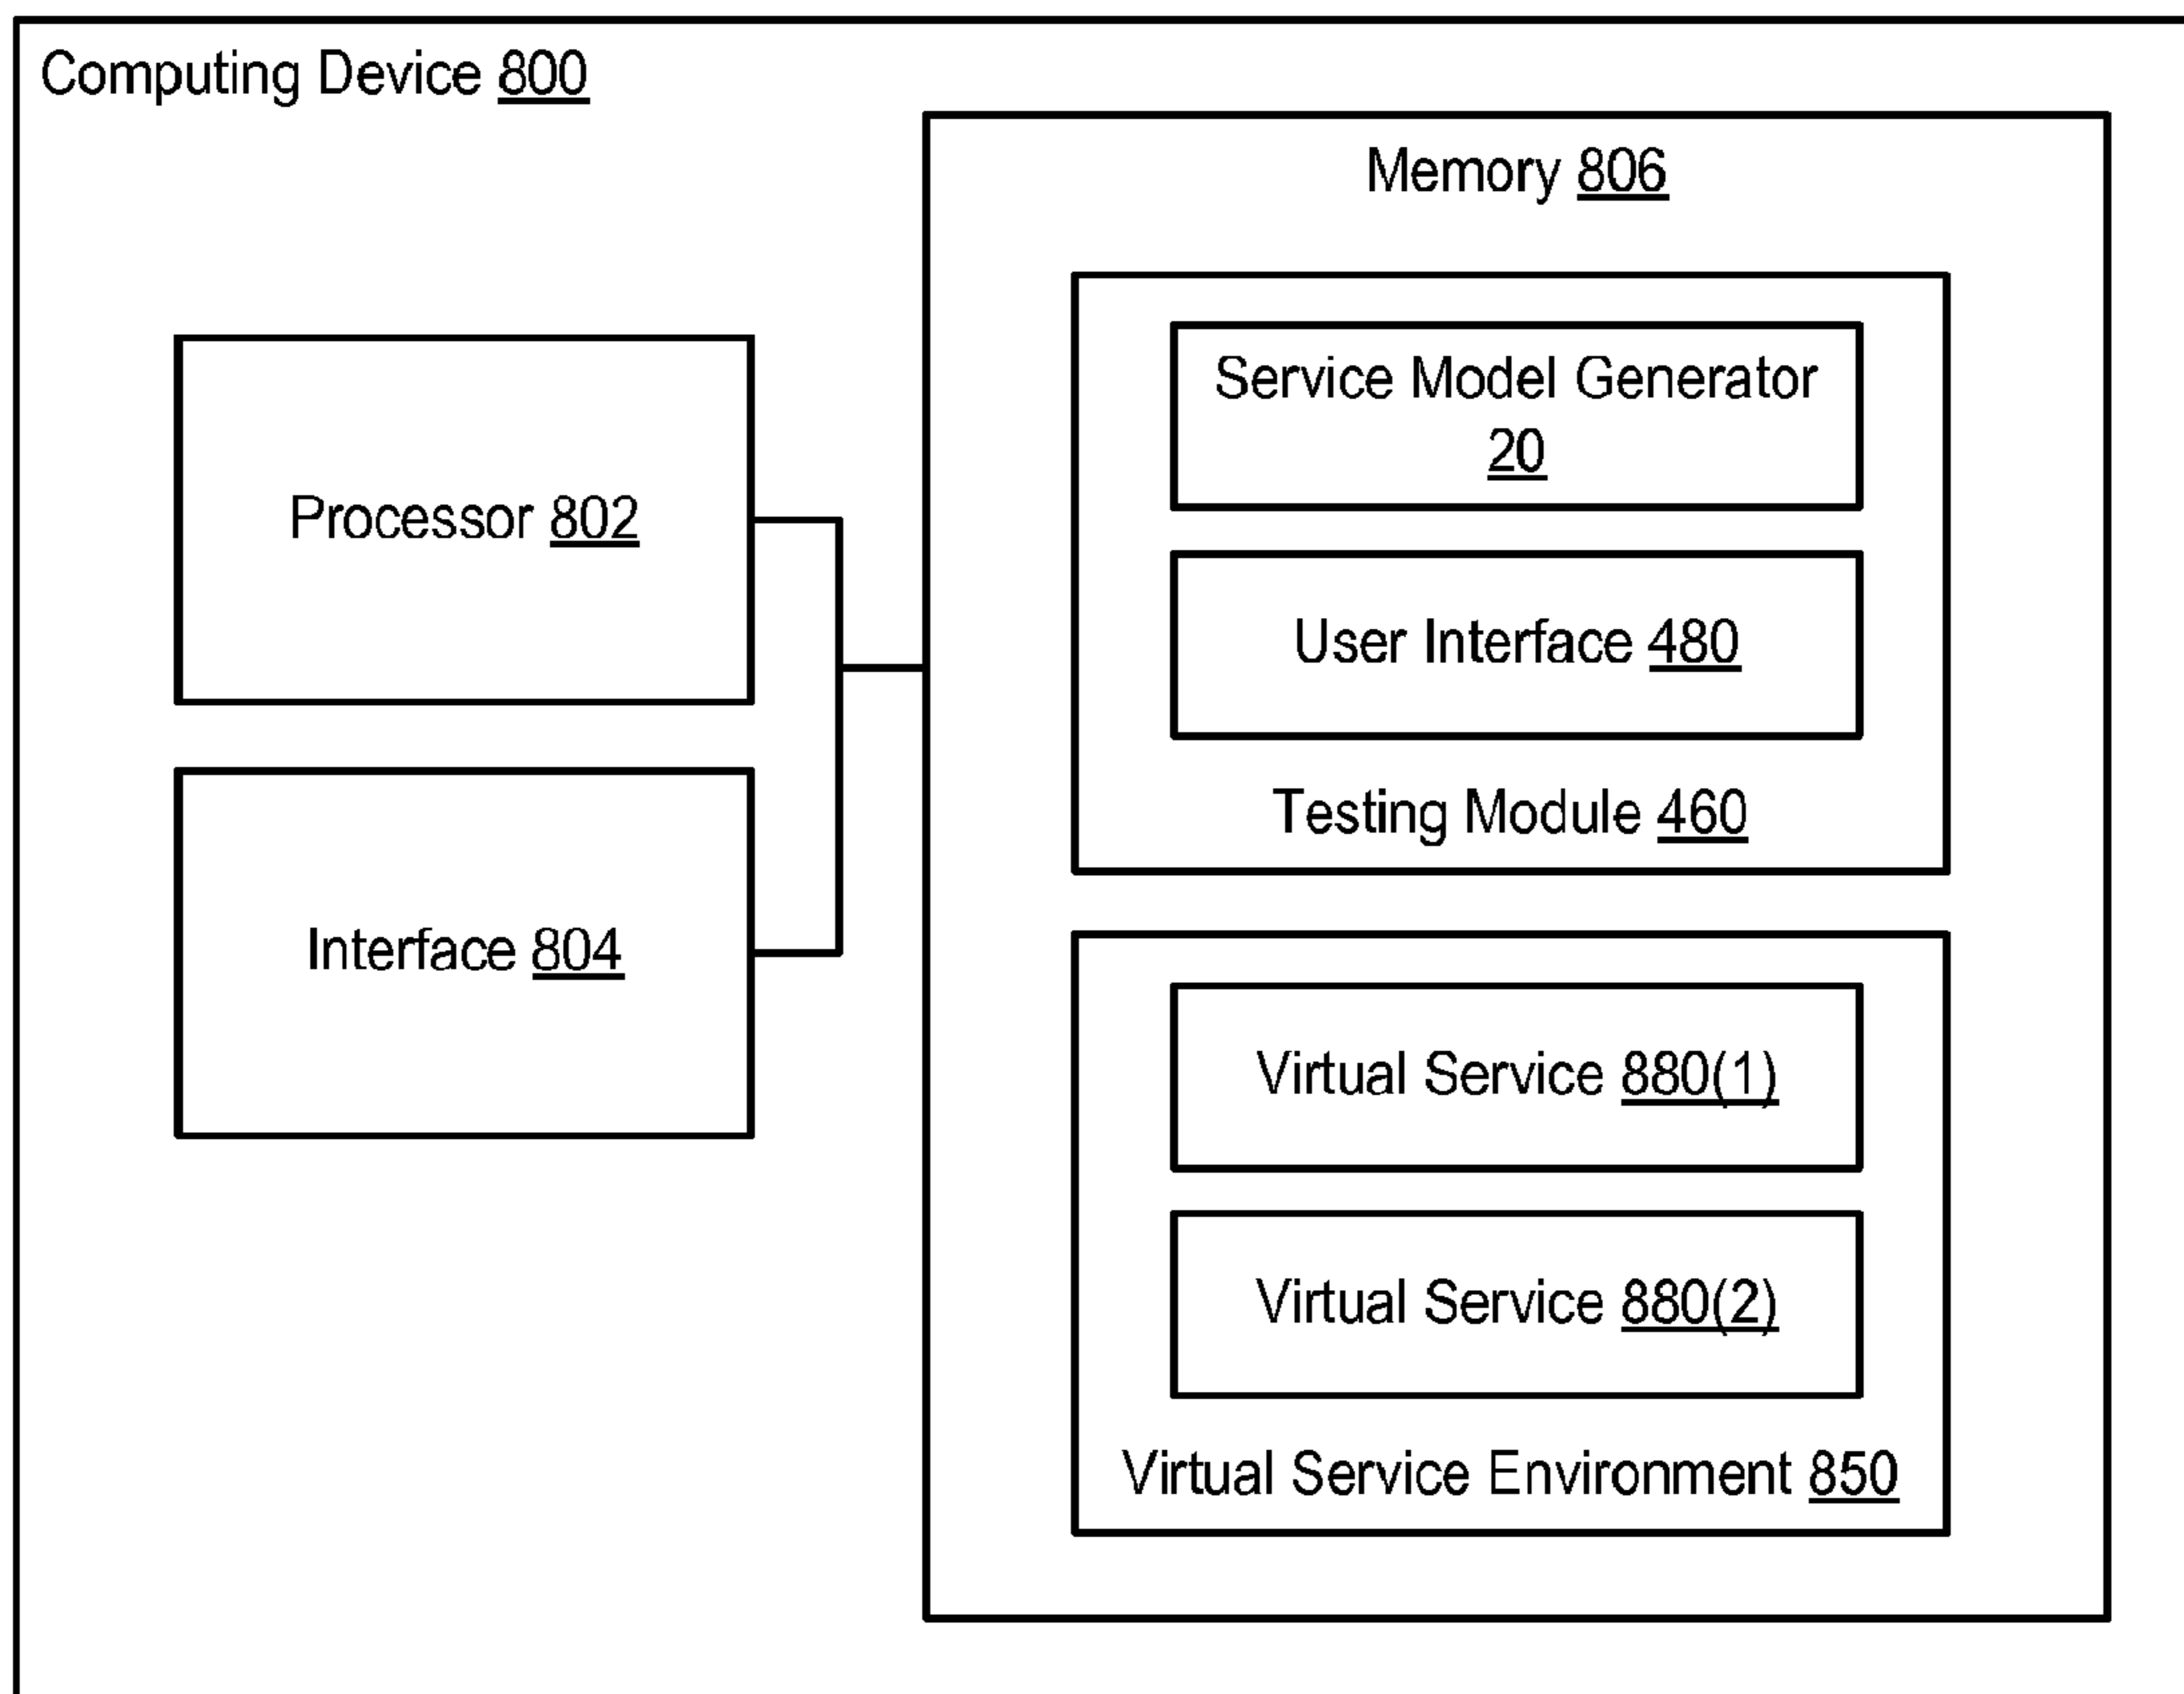 Computing Device 800
Memory 806
Service Model Generator
20
Processor 802
User Interface 480
Testing Module 460
Interface 804
Virtual Service 880(1)
Virtual Service 880(2)
Virtual Service Environment 850